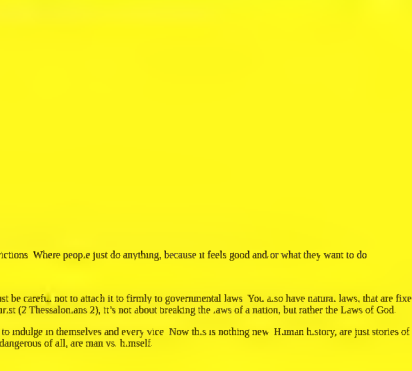 nctions. Where people just do anything, because it feels good and or what they want to do
ust be careful not to attach it to firmly to governmental laws. You also have natural laws, that are fixe
hrist (2 Thessalonians 2), it's not about breaking the laws of a nation, but rather the Laws of God.
to indulge in themselves and every vice. Now this is nothing new. Human history, are just stories of
dangerous of all, are man vs. himself.